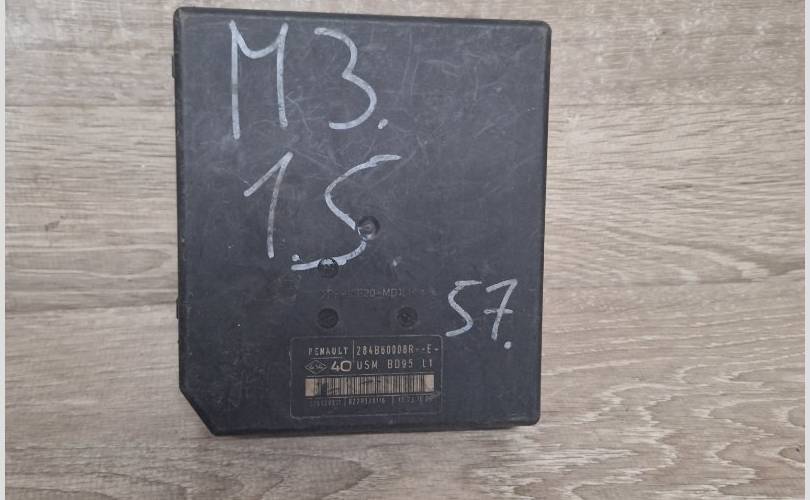 M3.
1.5
57.
RENAULT 284B60008R--E-
40 USM BD95 L1